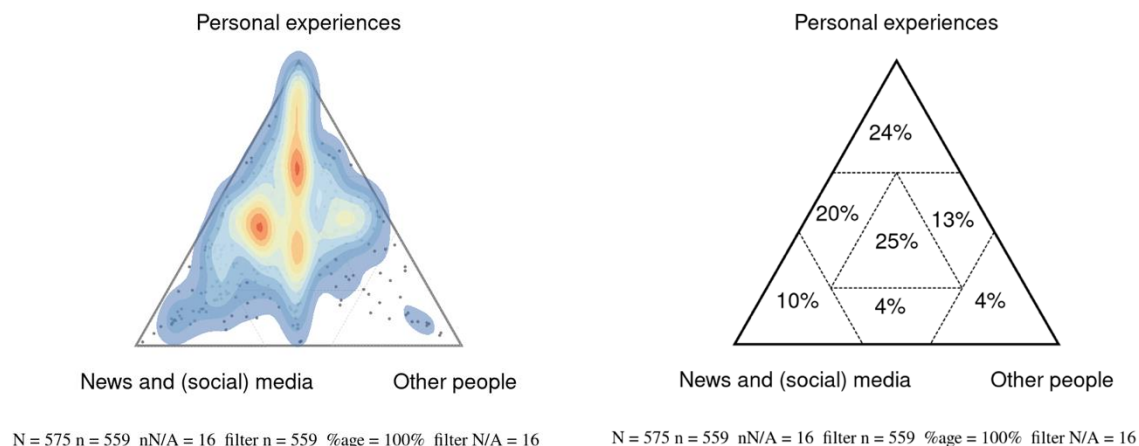 Personal experiences
News and (social) media
Other people
N = 575 n = 559 nN/A = 16 filter n = 559 %age = 100% filter N/A = 16
Personal experiences
24%
20%
13%
25%
10%
4%
4%
News and (social) media
Other people
N = 575 n = 559 nN/A = 16 filter n = 559 %age = 100% filter N/A = 16